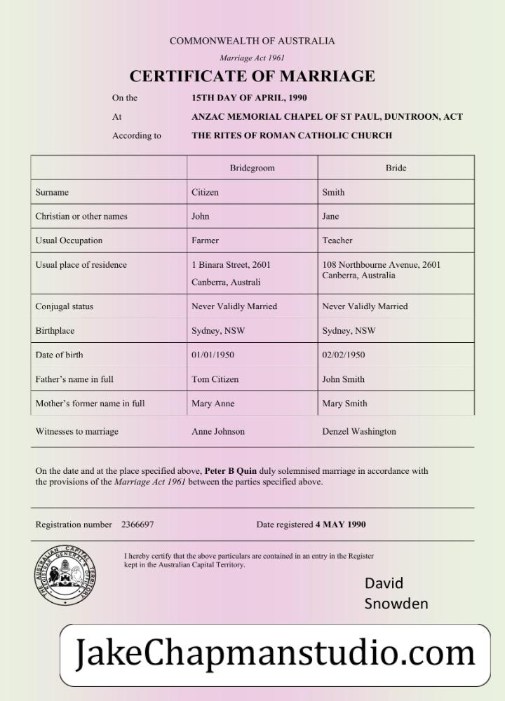 COMMONWEALTH OF AUSTRALIA
Marriage Act 1961
CERTIFICATE OF MARRIAGE
On the 15TH DAY OF APRIL, 1990
At ANZAC MEMORIAL CHAPEL OF ST PAUL, DUNTROON, ACT
According to THE RITES OF ROMAN CATHOLIC CHURCH
Bridegroom Bride
Surname Citizen Smith
Christian or other names John Jane
Usual Occupation Farmer Teacher
Usual place of residence 1 Binara Street, 2601 108 Northbourne Avenue, 2601
Canberra, Australi Canberra, Australia
Conjugal status Never Validly Married Never Validly Married
Birthplace Sydney, NSW Sydney, NSW
Date of birth 01/01/1950 02/02/1950
Father's name in full Tom Citizen John Smith
Mother's former name in full Mary Anne Mary Smith
Witnesses to marriage Anne Johnson Denzel Washington
On the date and at the place specified above, Peter B Quin duly solemnised marriage in accordance with
the provisions of the Marriage Act 1961 between the parties specified above.
Registration number 2366697 Date registered 4 MAY 1990
I hereby certify that the above particulars are contained in an entry in the Register
kept in the Australian Capital Territory.
David
Snowden
JakeChapmanstudio.com